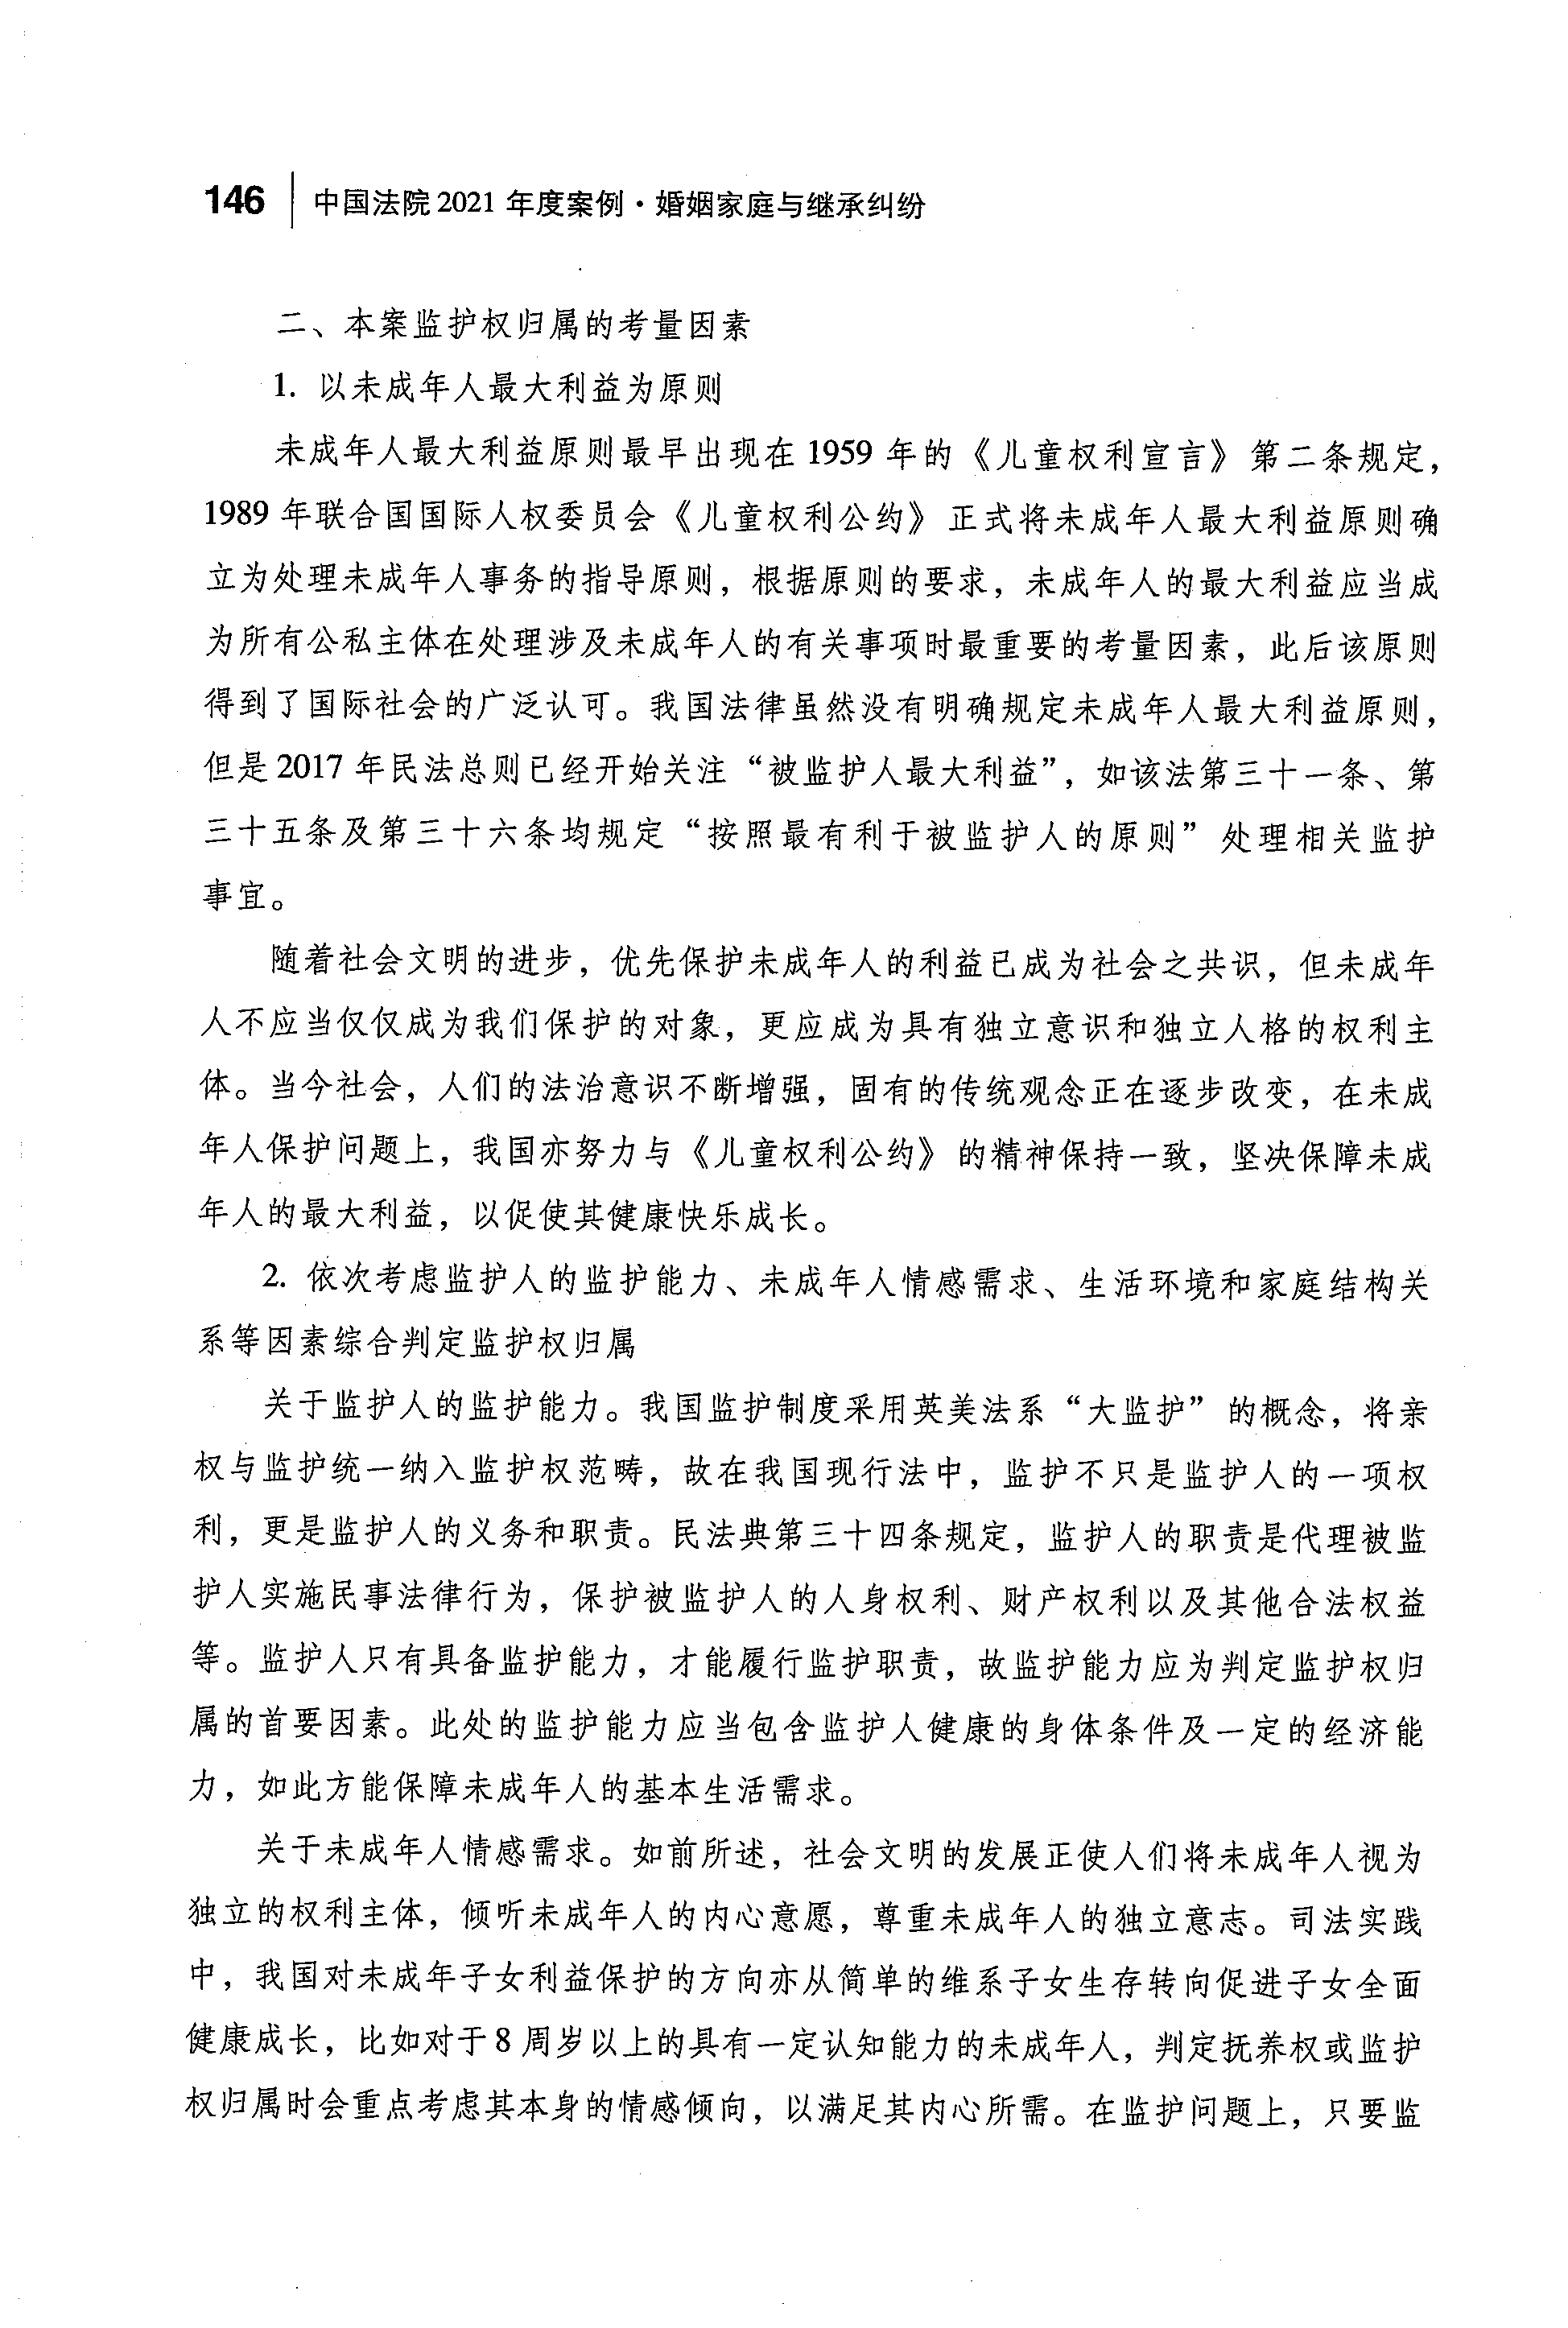 146 中国法院2021年度案例·婚姻家庭与继承纠纷
二、本案监护权归属的考量因素
1. 以未成年人最大利益为原则
未成年人最大利益原则最早出现在1959年的《儿童权利宣言》第二条规定，
1989年联合国国际人权委员会《儿童权利公约》正式将未成年人最大利益原则确
立为处理未成年人事务的指导原则，根据原则的要求，未成年人的最大利益应当成
为所有公私主体在处理涉及未成年人的有关事项时最重要的考量因素，此后该原则
得到了国际社会的广泛认可。我国法律虽然没有明确规定未成年人最大利益原则，
但是2017年民法总则已经开始关注“被监护人最大利益”，如该法第三十一条、第
三十五条及第三十六条均规定“按照最有利于被监护人的原则”处理相关监护
事宜。
随着社会文明的进步，优先保护未成年人的利益已成为社会之共识，但未成年
人不应当仅仅成为我们保护的对象，更应成为具有独立意识和独立人格的权利主
体。当今社会，人们的法治意识不断增强，固有的传统观念正在逐步改变，在未成
年人保护问题上，我国亦努力与《儿童权利公约》的精神保持一致，坚决保障未成
年人的最大利益，以促使其健康快乐成长。
2. 依次考虑监护人的监护能力、未成年人情感需求、生活环境和家庭结构关
系等因素综合判定监护权归属
关于监护人的监护能力。我国监护制度采用英美法系“大监护”的概念，将亲
权与监护统一纳入监护权范畴，故在我国现行法中，监护不只是监护人的一项权
利，更是监护人的义务和职责。民法典第三十四条规定，监护人的职责是代理被监
护人实施民事法律行为，保护被监护人的人身权利、财产权利以及其他合法权益
等。监护人只有具备监护能力，才能履行监护职责，故监护能力应为判定监护权归
属的首要因素。此处的监护能力应当包含监护人健康的身体条件及一定的经济能
力，如此方能保障未成年人的基本生活需求。
关于未成年人情感需求。如前所述，社会文明的发展正使人们将未成年人视为
独立的权利主体，倾听未成年人的内心意愿，尊重未成年人的独立意志。司法实践
中，我国对未成年子女利益保护的方向亦从简单的维系子女生存转向促进子女全面
健康成长，比如对于8周岁以上的具有一定认知能力的未成年人，判定抚养权或监护
权归属时会重点考虑其本身的情感倾向，以满足其内心所需。在监护问题上，只要监